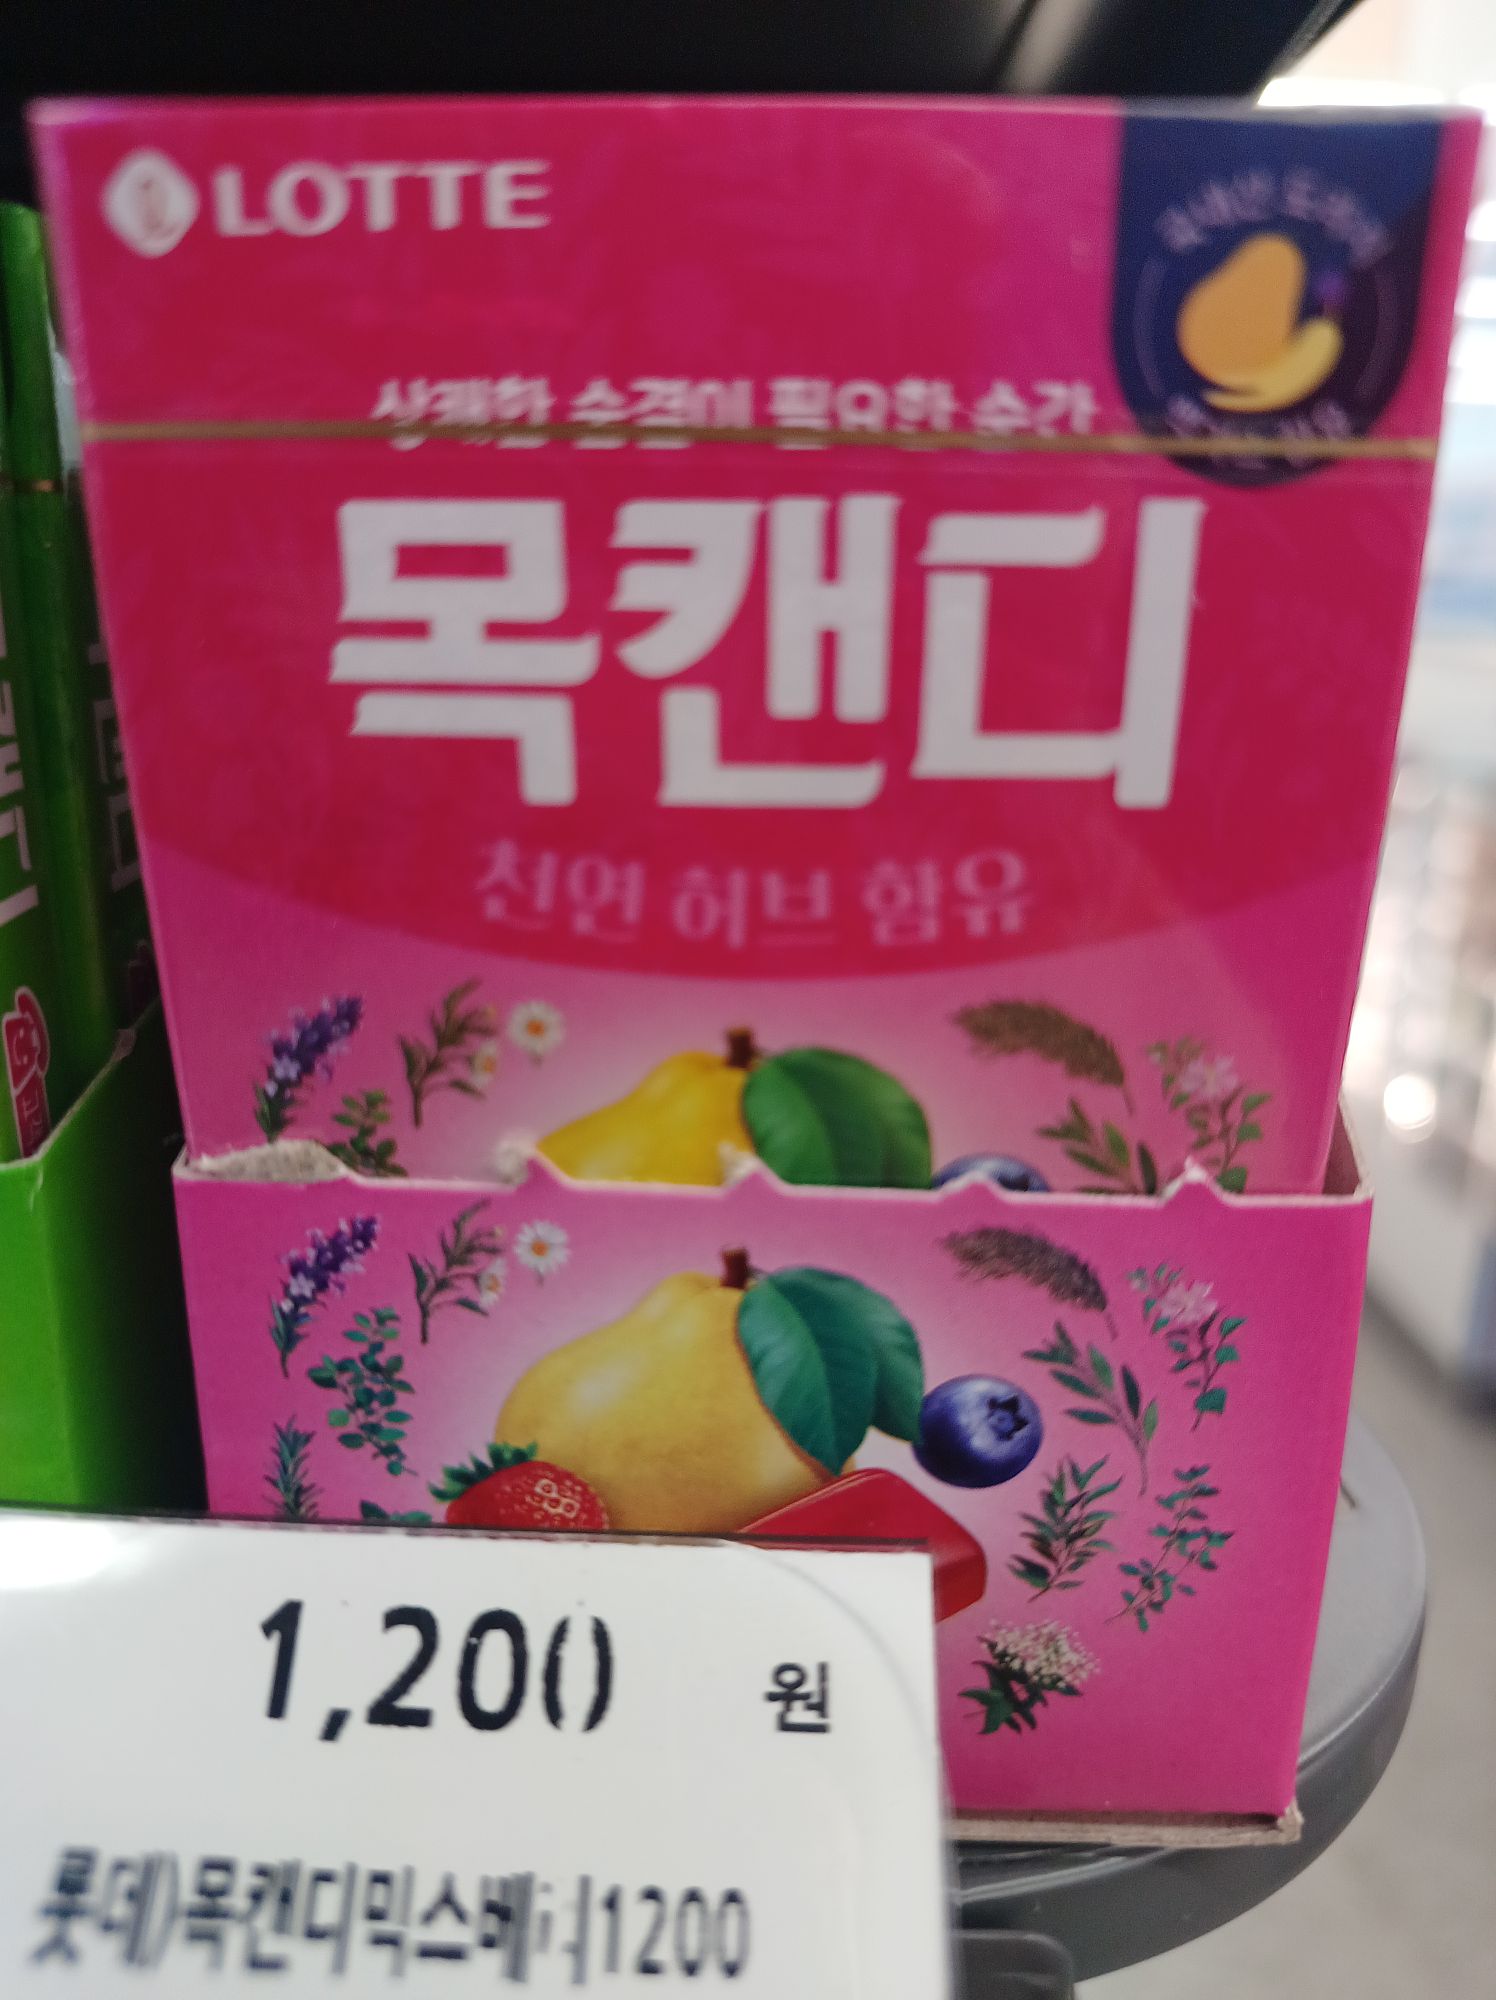 LOTTE
상쾌한 숨결이 필요한 순간
목캔디
천연 허브 함유
1,200 원
롯데)목캔디믹스베리1200